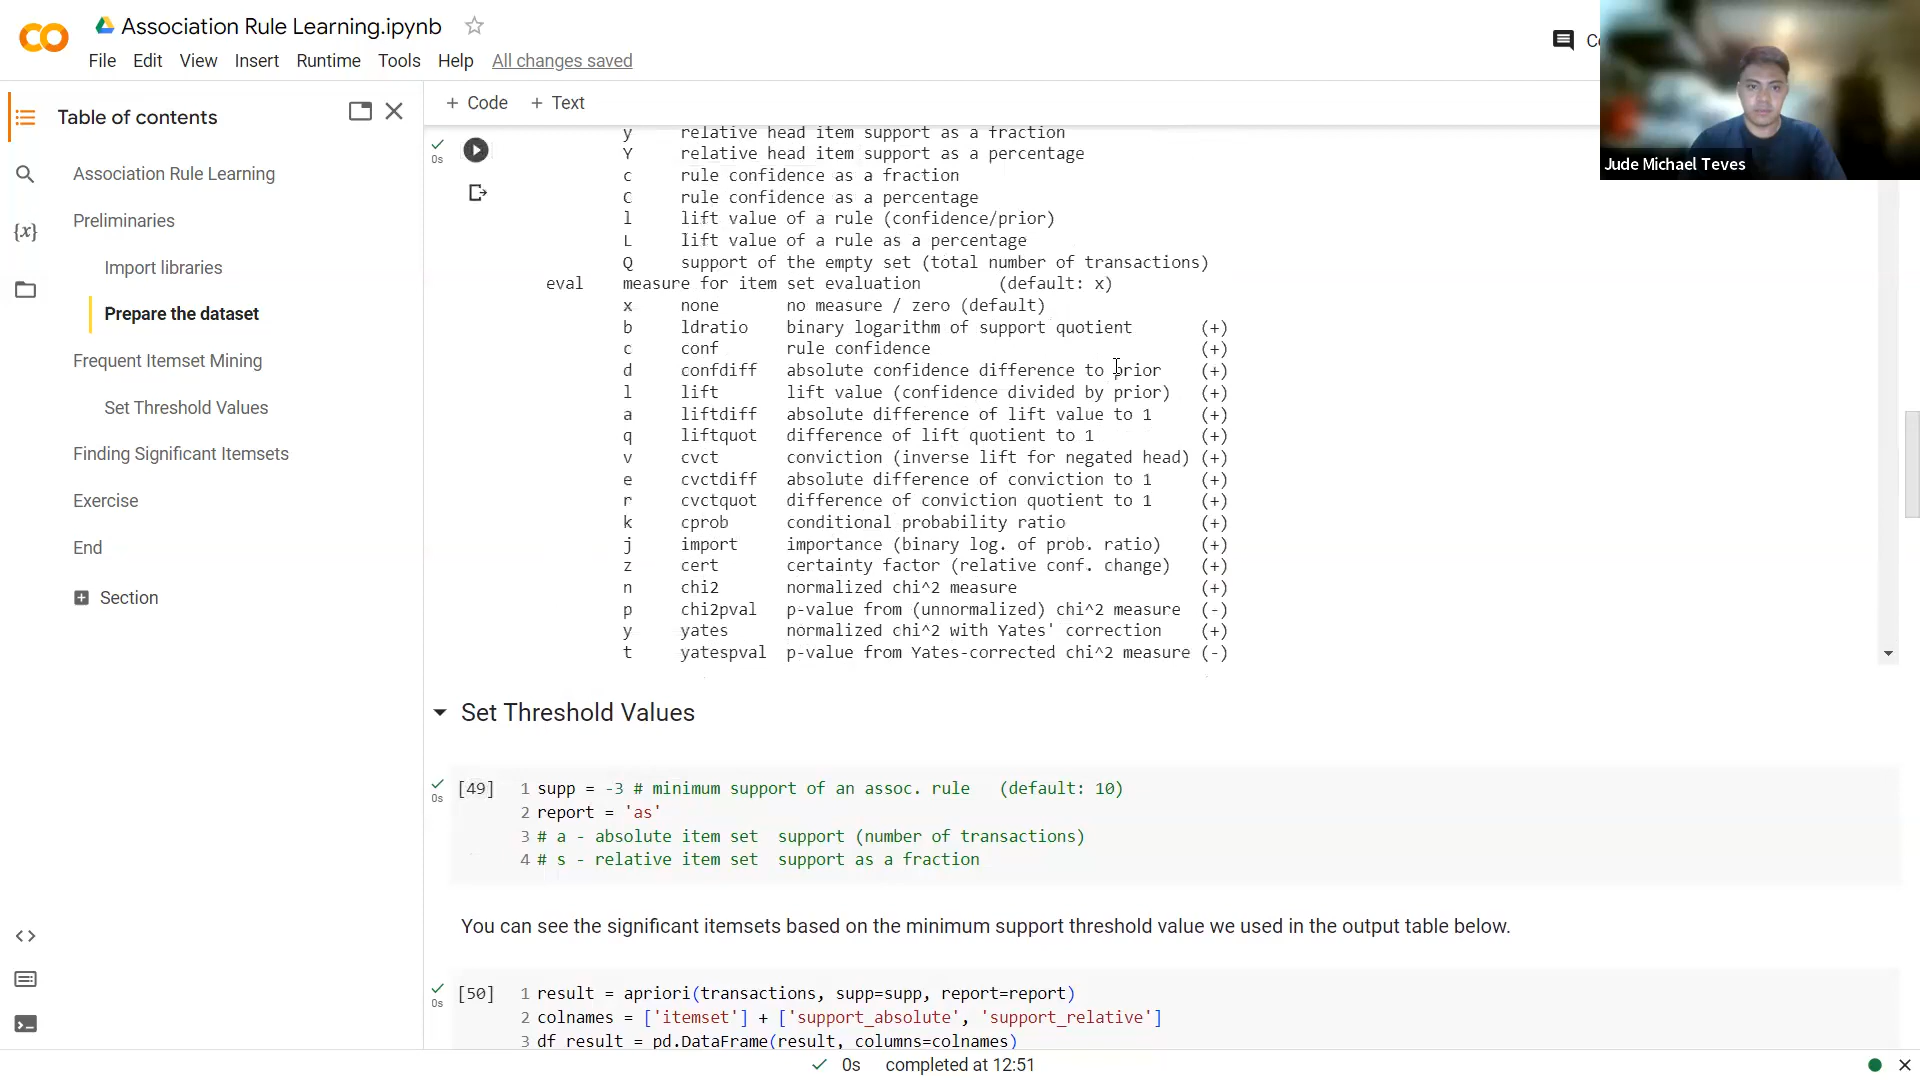 Association Rule Learning.ipynb
File Edit View Insert Runtime Tools Help All changes saved
Jude Michael Teves
Table of contents
Association Rule Learning
Preliminaries
Import libraries
Prepare the dataset
Frequent Itemset Mining
Set Threshold Values
Finding Significant Itemsets
Exercise
End
Section
{x}
+ Code + Text
0s
y relative head item support as a fraction
Y relative head item support as a percentage
c rule confidence as a fraction
C rule confidence as a percentage
l lift value of a rule (confidence/prior)
L lift value of a rule as a percentage
Q support of the empty set (total number of transactions)
eval measure for item set evaluation (default: x)
x none no measure / zero (default)
b ldratio binary logarithm of support quotient (+)
c conf rule confidence (+)
d confdiff absolute confidence difference to prior (+)
l lift lift value (confidence divided by prior) (+)
a liftdiff absolute difference of lift value to 1 (+)
q liftquot difference of lift quotient to 1 (+)
v cvct conviction (inverse lift for negated head) (+)
e cvctdiff absolute difference of conviction to 1 (+)
r cvctquot difference of conviction quotient to 1 (+)
k cprob conditional probability ratio (+)
j import importance (binary log. of prob. ratio) (+)
z cert certainty factor (relative conf. change) (+)
n chi2 normalized chi^2 measure (+)
p chi2pval p-value from (unnormalized) chi^2 measure (-)
y yates normalized chi^2 with Yates' correction (+)
t yatespval p-value from Yates-corrected chi^2 measure (-)
Set Threshold Values
0s
[49] 1 supp = -3 # minimum support of an assoc. rule (default: 10)
2 report = 'as'
3 # a - absolute item set support (number of transactions)
4 # s - relative item set support as a fraction
You can see the significant itemsets based on the minimum support threshold value we used in the output table below.
0s
[50] 1 result = apriori(transactions, supp=supp, report=report)
2 colnames = ['itemset'] + ['support_absolute', 'support_relative']
3 df_result = pd.DataFrame(result, columns=colnames)
0s completed at 12:51